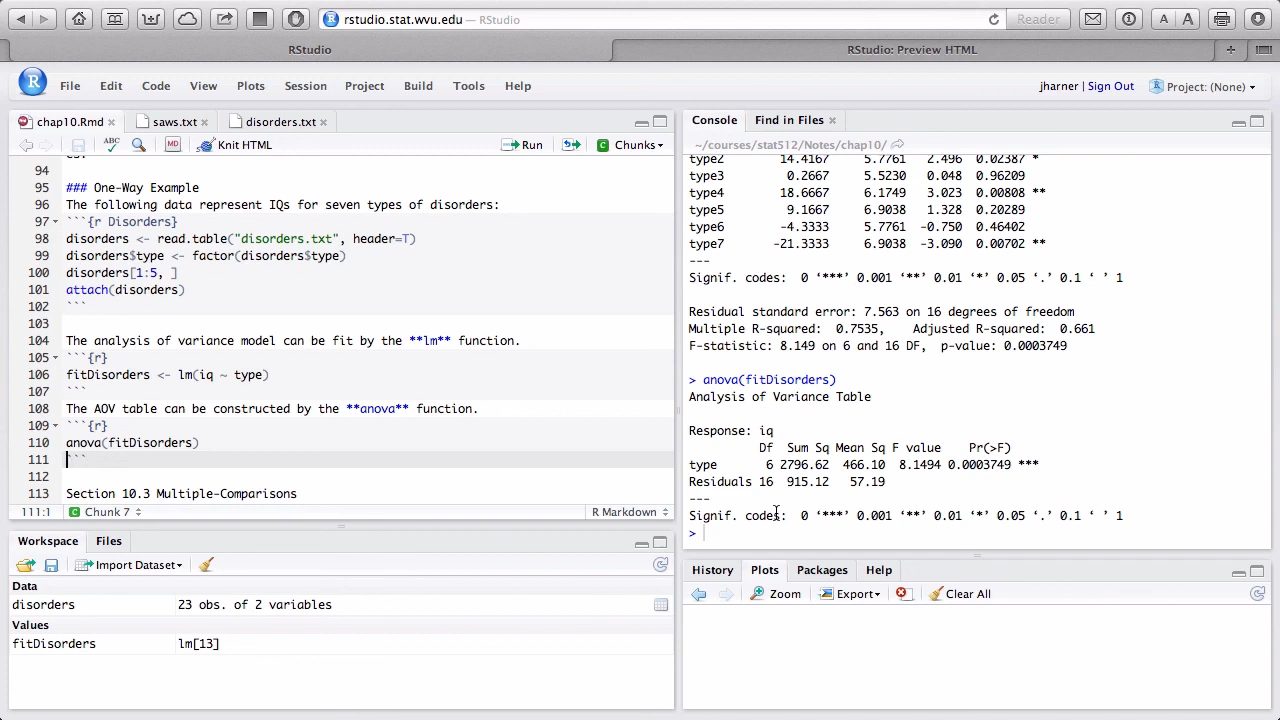 rstudio.stat.wvu.edu — RStudio
Reader
A A
RStudio
RStudio: Preview HTML
R File Edit Code View Plots Session Project Build Tools Help
jharner | Sign Out Project: (None)
chap10.Rmd saws.txt disorders.txt
ABC MD Knit HTML Run Chunks
es.
94
95 ### One-Way Example
96 The following data represent IQs for seven types of disorders:
97 ```{r Disorders}
98 disorders <- read.table("disorders.txt", header=T)
99 disorders$type <- factor(disorders$type)
100 disorders[1:5, ]
101 attach(disorders)
102 ```
103
104 The analysis of variance model can be fit by the **lm** function.
105 ```{r}
106 fitDisorders <- lm(iq ~ type)
107 ```
108 The AOV table can be constructed by the **anova** function.
109 ```{r}
110 anova(fitDisorders)
111 ```
112
113 Section 10.3 Multiple-Comparisons
111:1 C Chunk 7 R Markdown
Workspace Files
Import Dataset
Data
disorders 23 obs. of 2 variables
Values
fitDisorders lm[13]
Console Find in Files
~/courses/stat512/Notes/chap10/
type2 14.4167 5.7761 2.496 0.02387 *
type3 0.2667 5.5230 0.048 0.96209
type4 18.6667 6.1749 3.023 0.00808 **
type5 9.1667 6.9038 1.328 0.20289
type6 -4.3333 5.7761 -0.750 0.46402
type7 -21.3333 6.9038 -3.090 0.00702 **
---
Signif. codes: 0 ‘***’ 0.001 ‘**’ 0.01 ‘*’ 0.05 ‘.’ 0.1 ‘ ’ 1
Residual standard error: 7.563 on 16 degrees of freedom
Multiple R-squared: 0.7535, Adjusted R-squared: 0.661
F-statistic: 8.149 on 6 and 16 DF, p-value: 0.0003749
> anova(fitDisorders)
Analysis of Variance Table
Response: iq
Df Sum Sq Mean Sq F value Pr(>F)
type 6 2796.62 466.10 8.1494 0.0003749 ***
Residuals 16 915.12 57.19
---
Signif. codes: 0 ‘***’ 0.001 ‘**’ 0.01 ‘*’ 0.05 ‘.’ 0.1 ‘ ’ 1
>
History Plots Packages Help
Zoom Export Clear All